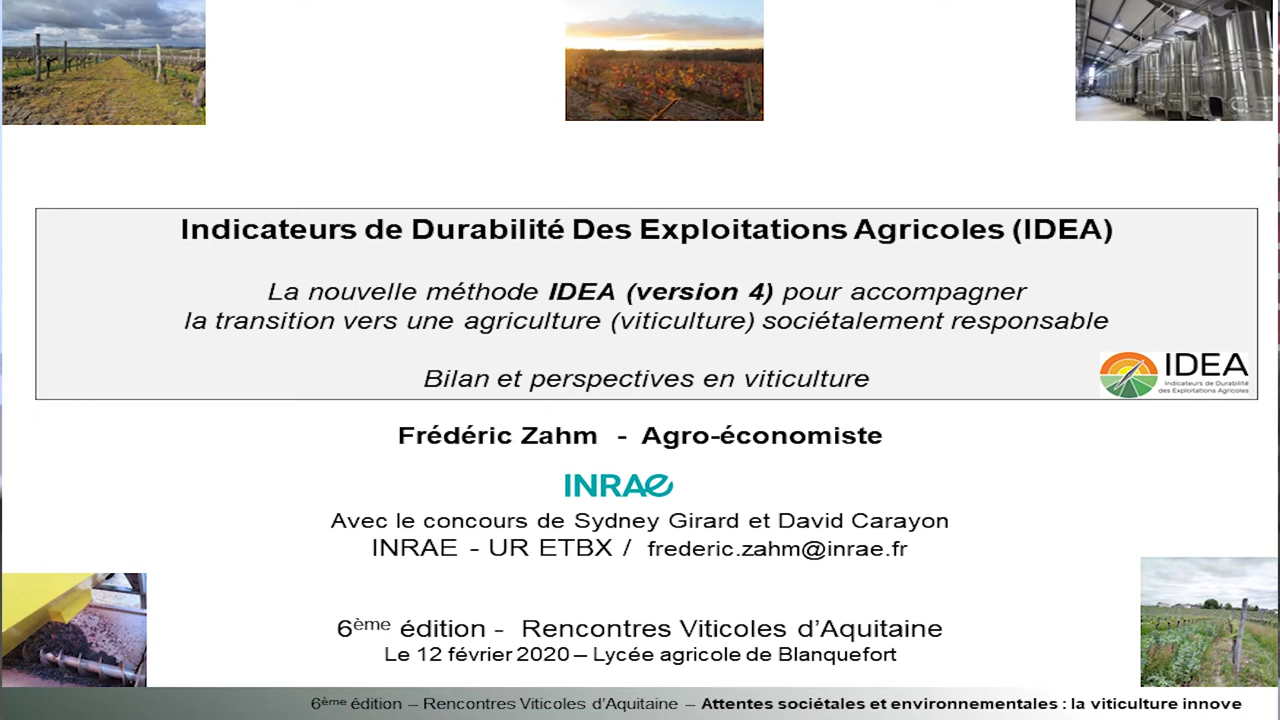 Indicateurs de Durabilité Des Exploitations Agricoles (IDEA)
La nouvelle méthode IDEA (version 4) pour accompagner
la transition vers une agriculture (viticulture) sociétalement responsable
Bilan et perspectives en viticulture
IDEA
Indicateurs de Durabilité
des Exploitations Agricoles
Frédéric Zahm - Agro-économiste
INRAE
Avec le concours de Sydney Girard et David Carayon
INRAE - UR ETBX / frederic.zahm@inrae.fr
6ème édition - Rencontres Viticoles d’Aquitaine
Le 12 février 2020 – Lycée agricole de Blanquefort
6ème édition – Rencontres Viticoles d’Aquitaine – Attentes sociétales et environnementales : la viticulture innove